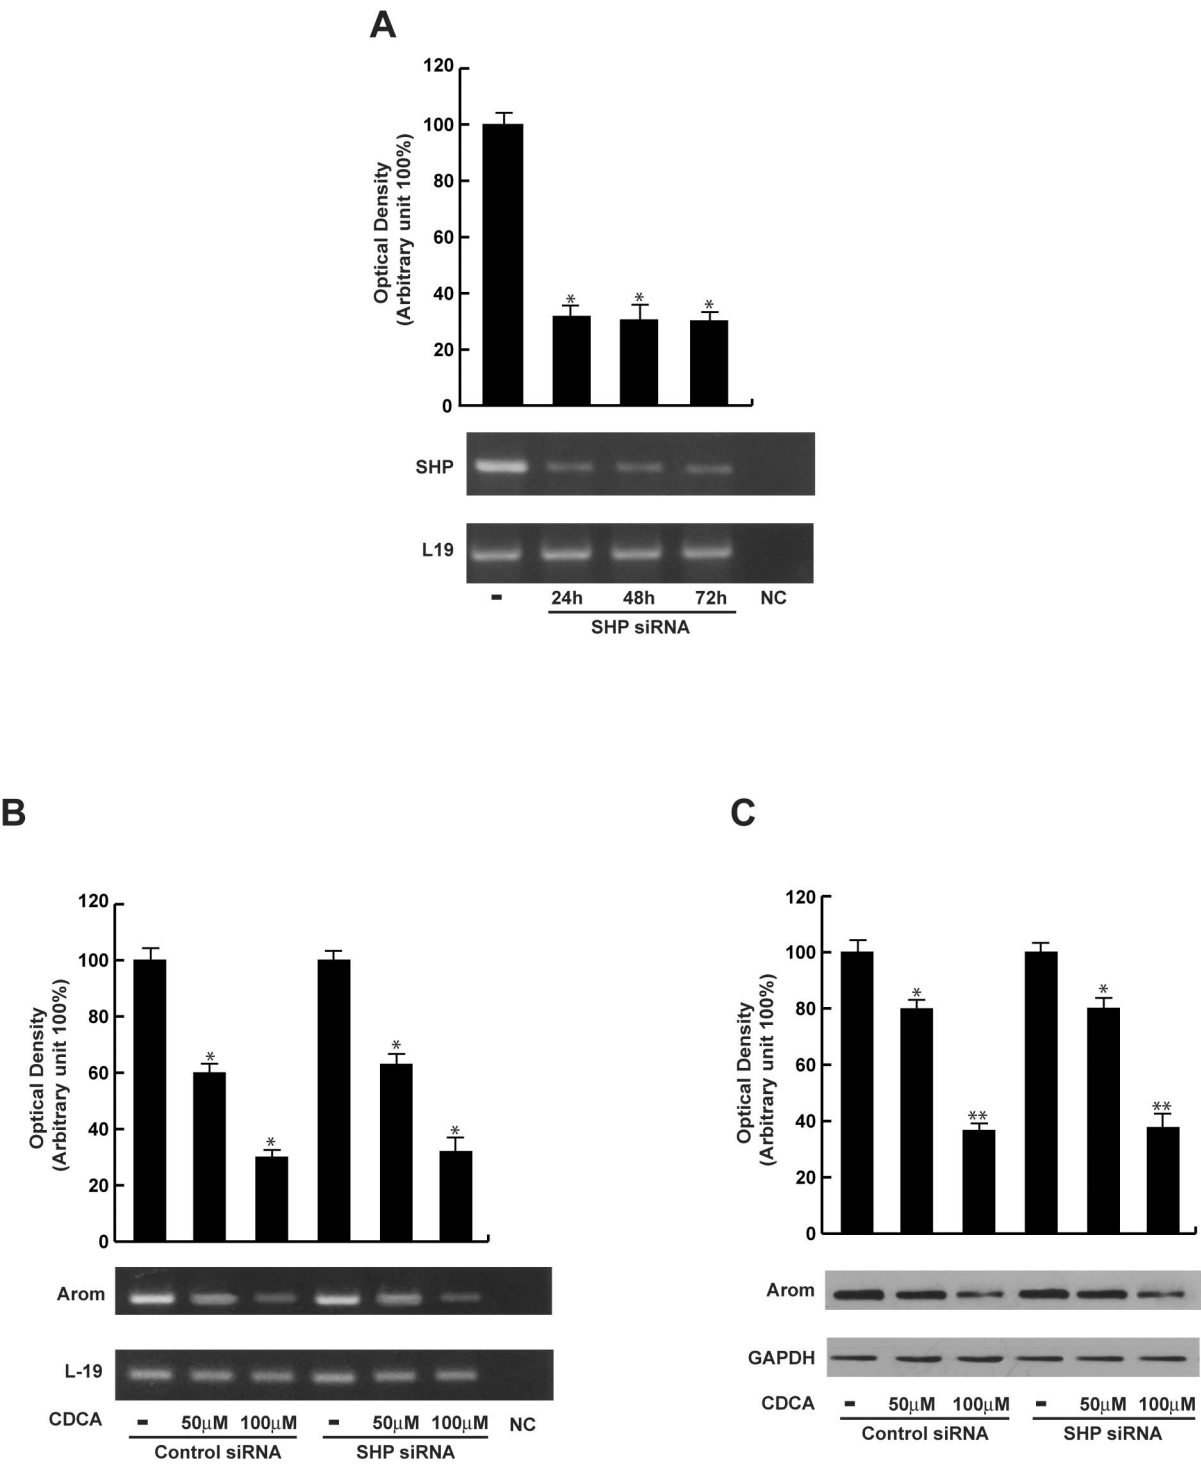 A
120
100
80
60
40
20
0
Optical Density
(Arbitrary unit 100%)
* * *
SHP
L19
- 24h 48h 72h NC
SHP siRNA
B
120
100
80
60
40
20
0
Optical Density
(Arbitrary unit 100%)
* * * *
Arom
L-19
CDCA - 50µM 100µM - 50µM 100µM NC
Control siRNA SHP siRNA
C
120
100
80
60
40
20
0
Optical Density
(Arbitrary unit 100%)
* ** * **
Arom
GAPDH
CDCA - 50µM 100µM - 50µM 100µM
Control siRNA SHP siRNA